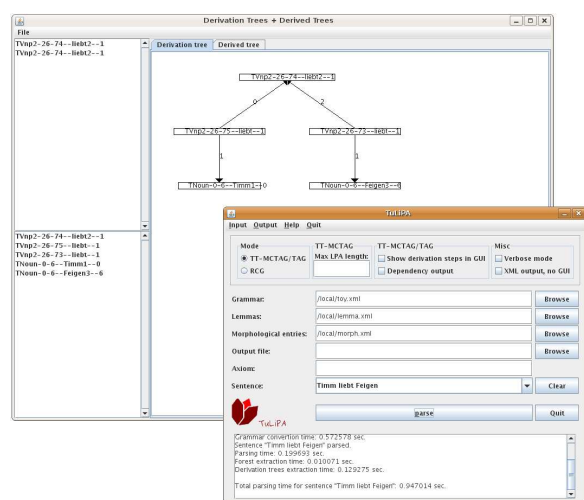 Derivation Trees + Derived Trees
File
TVnp2-26-74--liebt2--1
TVnp2-26-74--liebt2--1
Derivation tree
Derived tree
TVnp2-26-74--liebt2--1
0
2
TVnp2-26-75--liebt--1
TVnp2-26-73--liebt--1
1
1
TNoun-0-6--Timm1--0
TNoun-0-6--Feigen3--6
TVnp2-26-74--liebt2--1
TVnp2-26-75--liebt--1
TVnp2-26-73--liebt--1
TNoun-0-6--Timm1--0
TNoun-0-6--Feigen3--6
TuLiPA
Input Output Help Quit
Mode
TT-MCTAG/TAG
RCG
TT-MCTAG
Max LPA length:
TT-MCTAG/TAG
Show derivation steps in GUI
Dependency output
Misc
Verbose mode
XML output, no GUI
Grammar: /local/toy.xml Browse
Lemmas: /local/lemma.xml Browse
Morphological entries: /local/morph.xml Browse
Output file: Browse
Axiom:
Sentence: Timm liebt Feigen Clear
TuLiPA
parse Quit
Grammar convertion time: 0.572578 sec.
Sentence "Timm liebt Feigen" parsed.
Parsing time: 0.199693 sec.
Forest extraction time: 0.010071 sec.
Derivation trees extraction time: 0.129275 sec.
Total parsing time for sentence "Timm liebt Feigen": 0.947014 sec.